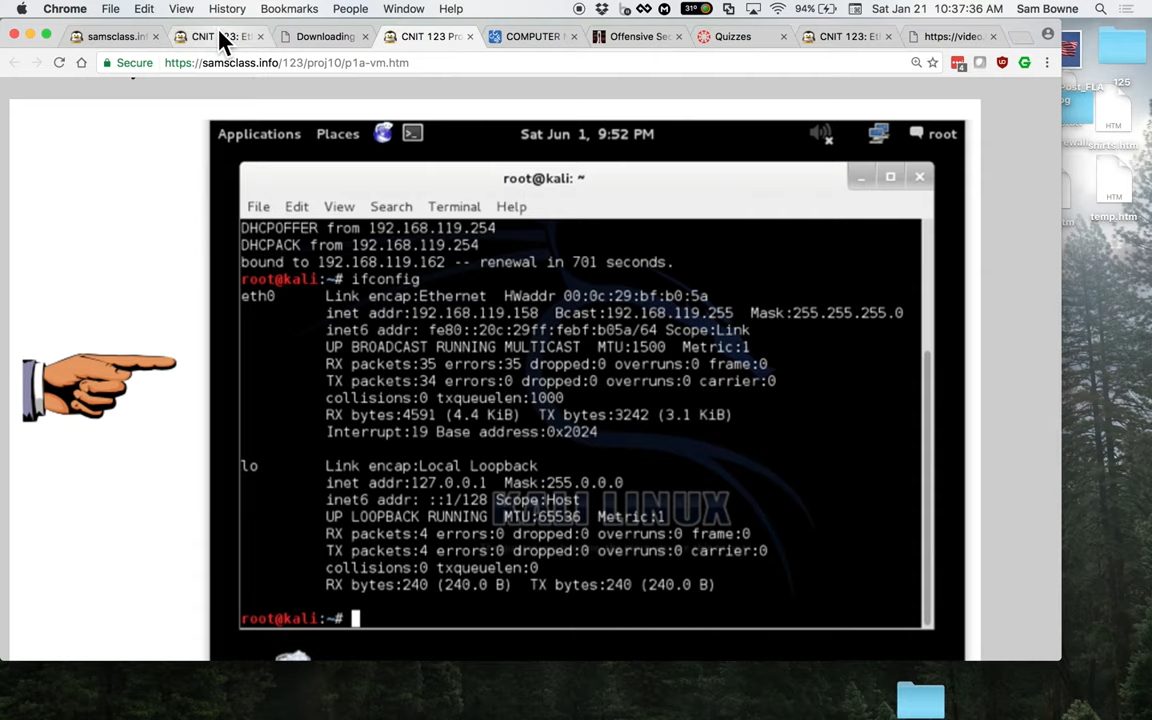 Chrome File Edit View History Bookmarks People Window Help 31° 94% Sat Jan 21 10:37:36 AM Sam Bowne
samsclass.inf CNIT 123: Eth Downloading CNIT 123 Pro COMPUTER Offensive Sec Quizzes CNIT 123: Eth https://video.
Secure https://samsclass.info/123/proj10/p1a-vm.htm
125
HTM
shirts.htm
HTM
temp.htm
Applications Places Sat Jun 1, 9:52 PM root
root@kali: ~
File Edit View Search Terminal Help
DHCPOFFER from 192.168.119.254
DHCPACK from 192.168.119.254
bound to 192.168.119.162 -- renewal in 701 seconds.
root@kali:~# ifconfig
eth0 Link encap:Ethernet HWaddr 00:0c:29:bf:b0:5a
inet addr:192.168.119.158 Bcast:192.168.119.255 Mask:255.255.255.0
inet6 addr: fe80::20c:29ff:febf:b05a/64 Scope:Link
UP BROADCAST RUNNING MULTICAST MTU:1500 Metric:1
RX packets:35 errors:35 dropped:0 overruns:0 frame:0
TX packets:34 errors:0 dropped:0 overruns:0 carrier:0
collisions:0 txqueuelen:1000
RX bytes:4591 (4.4 KiB) TX bytes:3242 (3.1 KiB)
Interrupt:19 Base address:0x2024
lo Link encap:Local Loopback
inet addr:127.0.0.1 Mask:255.0.0.0
inet6 addr: ::1/128 Scope:Host
KALI LINUX
UP LOOPBACK RUNNING MTU:65536 Metric:1
RX packets:4 errors:0 dropped:0 overruns:0 frame:0
TX packets:4 errors:0 dropped:0 overruns:0 carrier:0
collisions:0 txqueuelen:0
RX bytes:240 (240.0 B) TX bytes:240 (240.0 B)
root@kali:~#